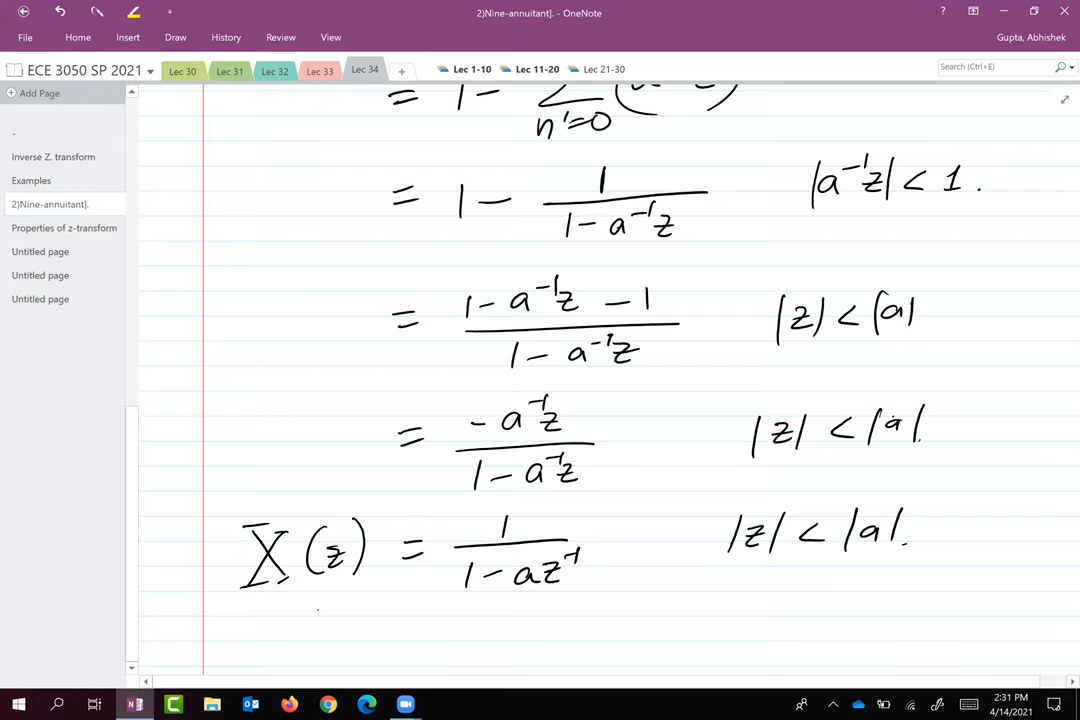 2)Nine-annuitant]. - OneNote
File Home Insert Draw History Review View Gupta, Abhishek
ECE 3050 SP 2021 Lec 30 Lec 31 Lec 32 Lec 33 Lec 34 + Lec 1-10 Lec 11-20 Lec 21-30 Search (Ctrl+E)
Add Page
-
Inverse Z. transform
Examples
2)Nine-annuitant].
Properties of z-transform
Untitled page
Untitled page
Untitled page
= 1 - Σ
n'=0
= 1 - 1/(1 - a⁻¹z) |a⁻¹z| < 1.
= (1 - a⁻¹z - 1)/(1 - a⁻¹z) |z| < |a|
= (-a⁻¹z)/(1 - a⁻¹z) |z| < |a|.
X(z) = 1/(1 - az⁻¹) |z| < |a|.
2:31 PM
4/14/2021